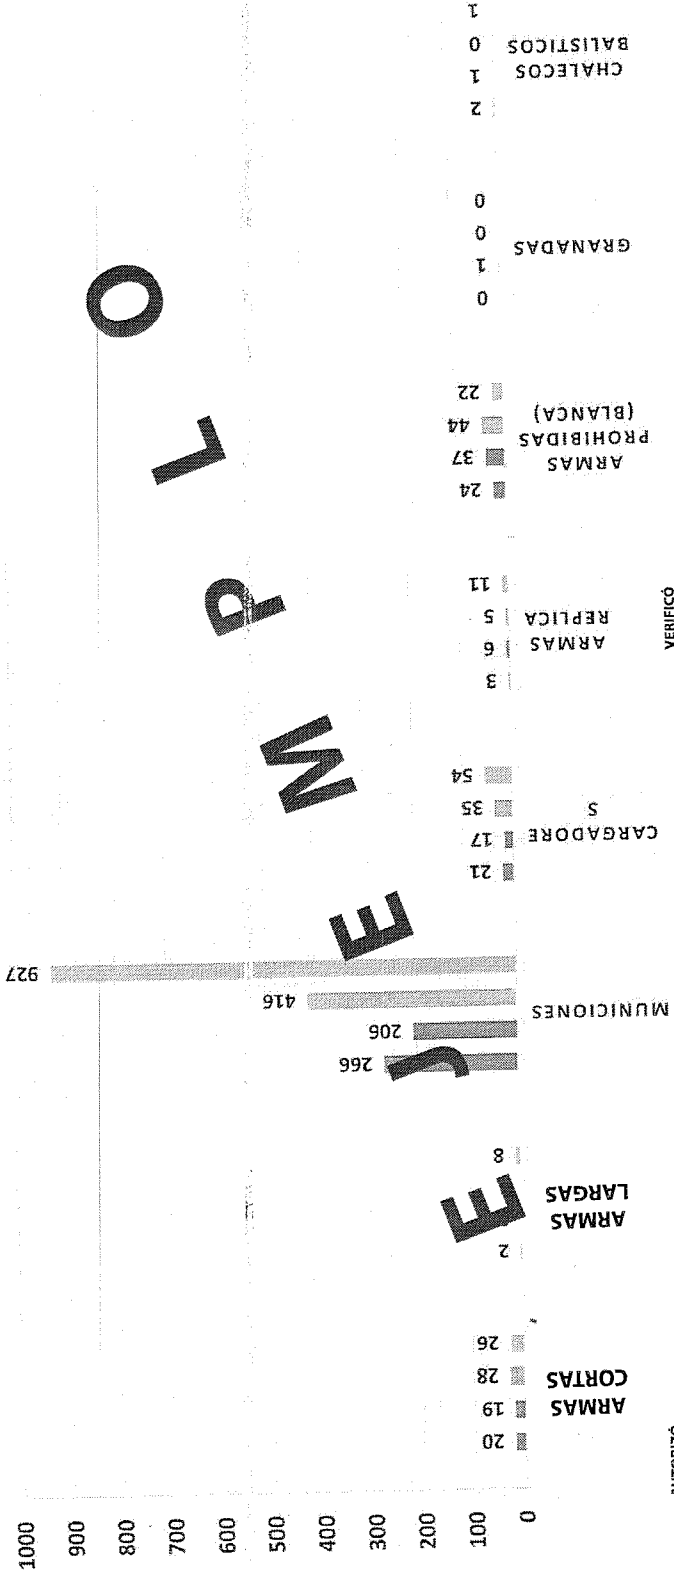 1000
900
800
700
600
500
400
300
200
100
0
20
19
28
26
ARMAS
CORTAS
2
8
ARMAS
LARGAS
266
206
416
927
MUNICIONES
21
17
35
54
CARGADORE
S
3
6
5
11
ARMAS
REPLICA
24
37
44
22
ARMAS
PROHIBIDAS
(BLANCA)
0
1
0
0
GRANADAS
2
1
0
1
CHALECOS
BALISTICOS
EJEMPLO
AUTORIZÓ
VERIFICÓ